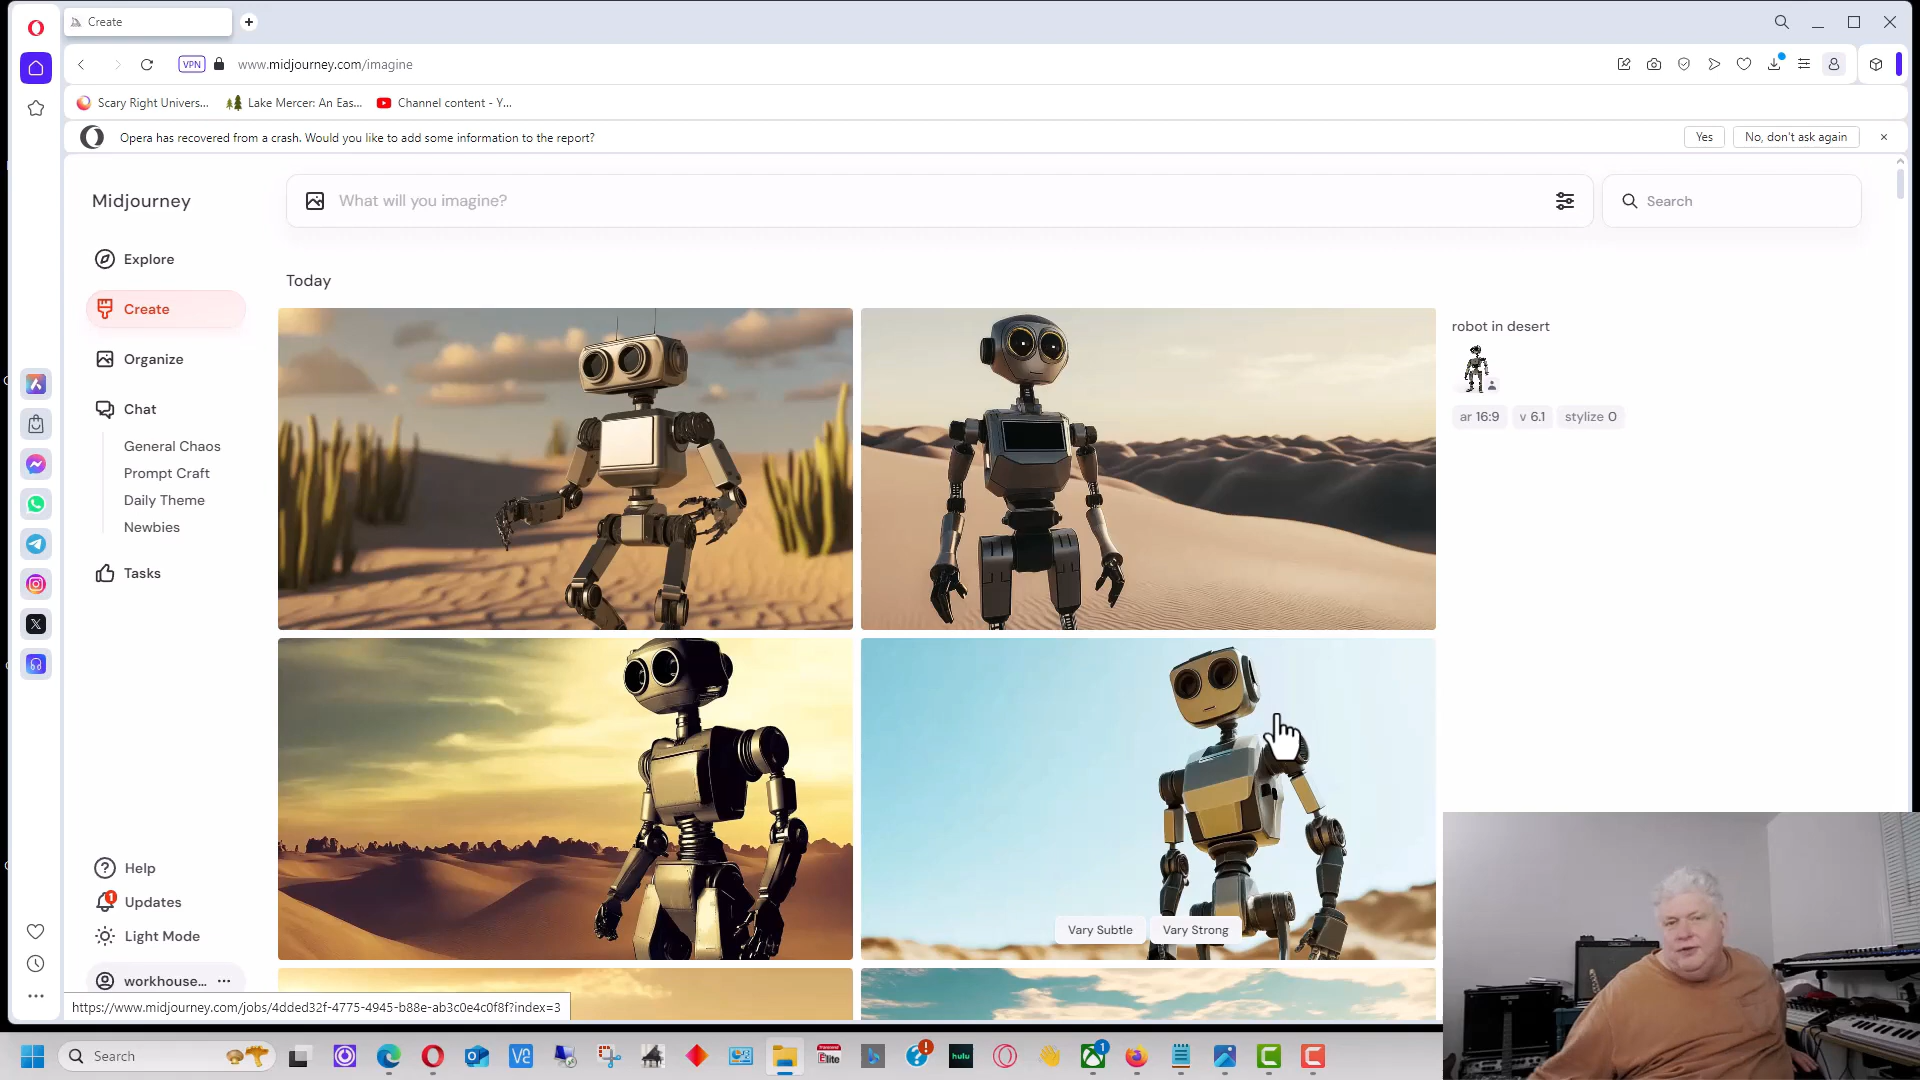 Create
VPN
www.midjourney.com/imagine
Scary Right Univers...
Lake Mercer: An Eas...
Channel content - Y...
Opera has recovered from a crash. Would you like to add some information to the report?
Yes
No, don't ask again
Midjourney
What will you imagine?
Search
Explore
Create
Organize
Chat
General Chaos
Prompt Craft
Daily Theme
Newbies
Tasks
Today
robot in desert
ar 16:9
v 6.1
stylize 0
Vary Subtle
Vary Strong
Help
1
Updates
Light Mode
workhouse...
https://www.midjourney.com/jobs/4dded32f-4775-4945-b88e-ab3c0e4c0f8f?index=3
Search
hulu
1